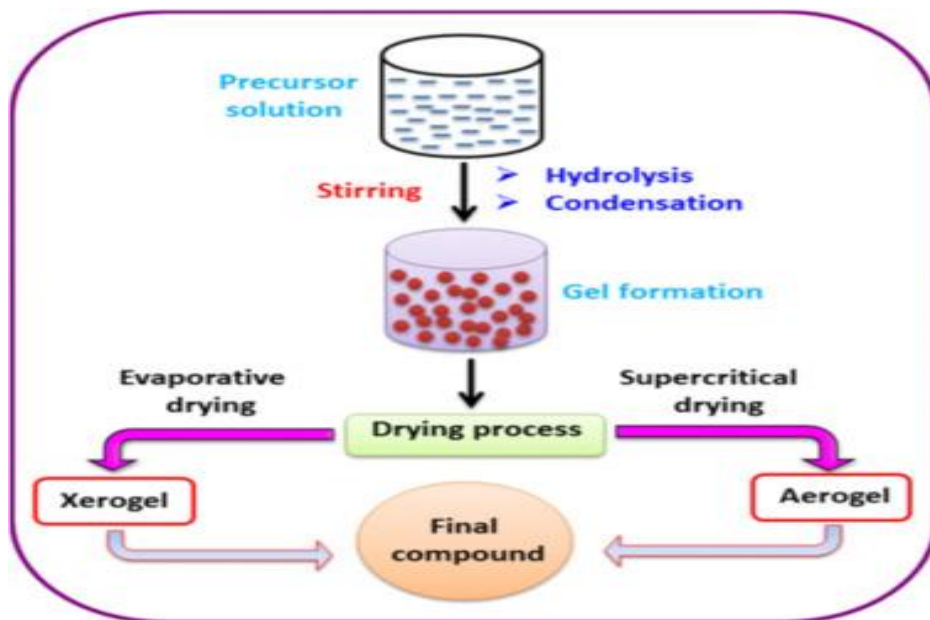 Precursor
solution
Stirring
➢ Hydrolysis
➢ Condensation
Gel formation
Evaporative
drying
Supercritical
drying
Drying process
Xerogel
Aerogel
Final
compound